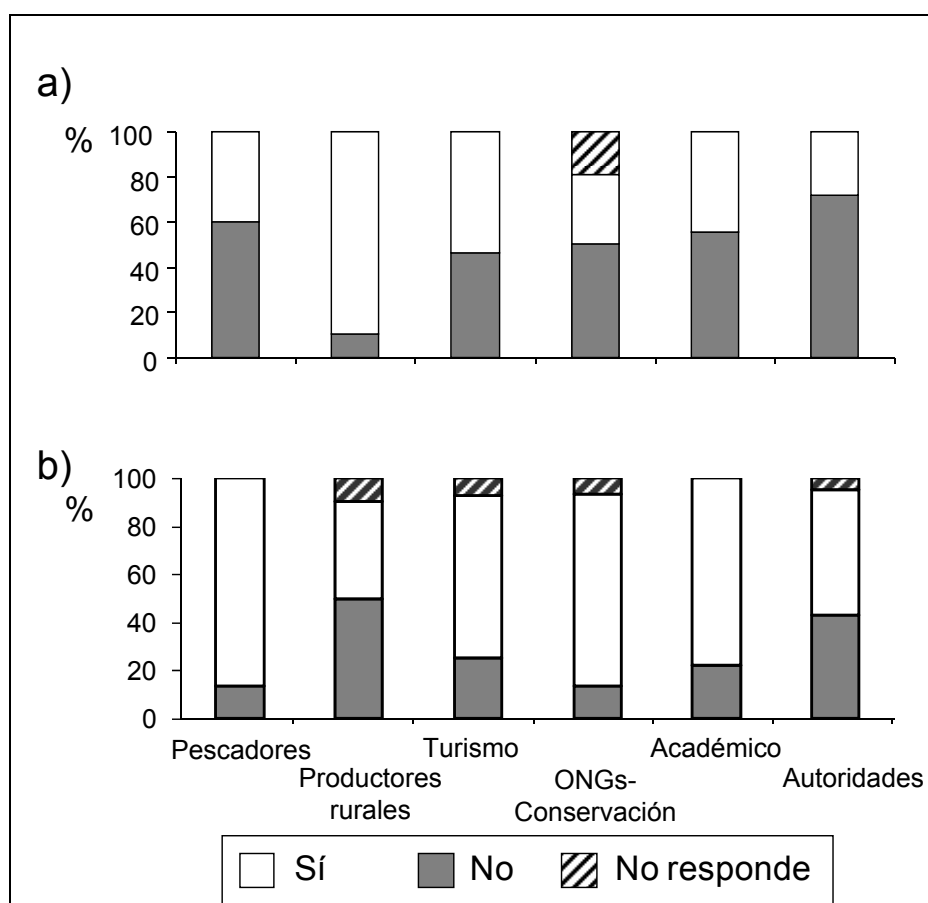 a)
%
100
80
60
40
20
0
b)
%
100
80
60
40
20
0
Pescadores
Productores
rurales
Turismo
ONGs-
Conservación
Académico
Autoridades
Sí No No responde